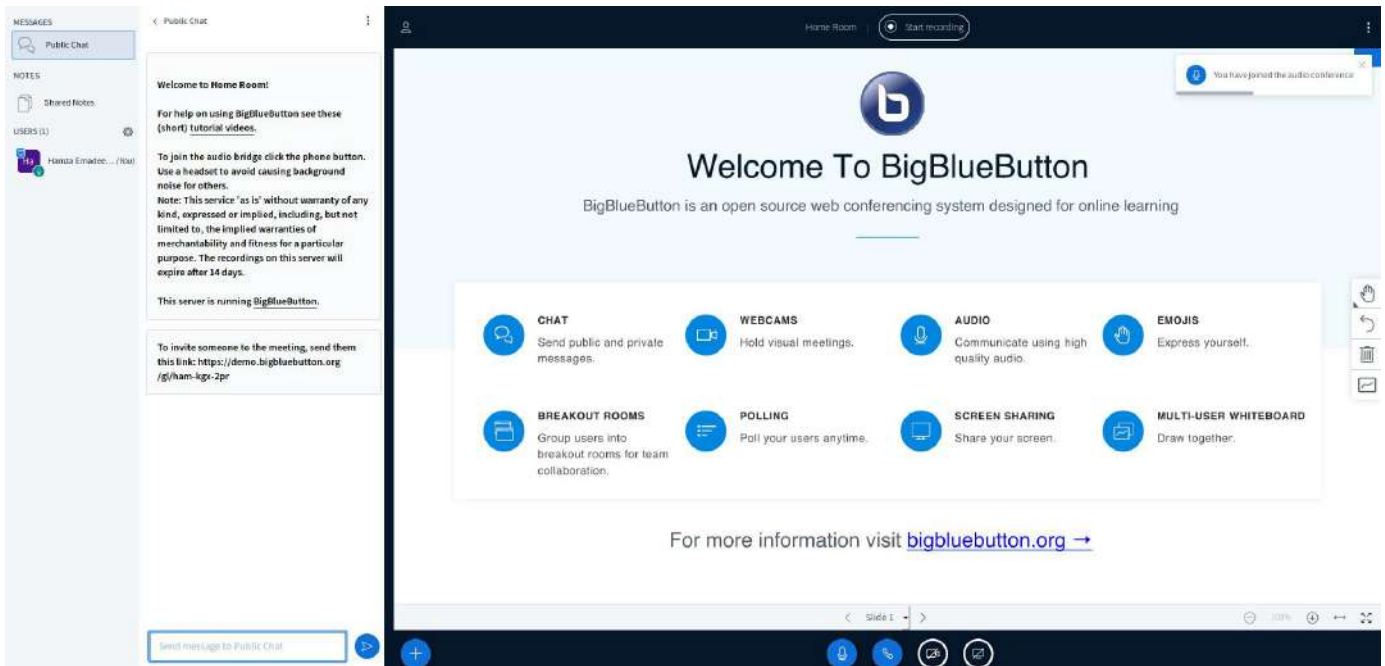 MESSAGES
Public Chat
NOTES
Shared Notes
USERS (1)
Ha
Hamza Emadee... (You)
Public Chat
Welcome to Home Room!
For help on using BigBlueButton see these
(short) tutorial videos.
To join the audio bridge click the phone button.
Use a headset to avoid causing background
noise for others.
Note: This service 'as is' without warranty of any
kind, expressed or implied, including, but not
limited to, the implied warranties of
merchantability and fitness for a particular
purpose. The recordings on this server will
expire after 14 days.
This server is running BigBlueButton.
To invite someone to the meeting, send them
this link: https://demo.bigbluebutton.org
/gl/ham-kgx-2pr
Send message to Public Chat
Home Room
Start recording
You have joined the audio conference
b
Welcome To BigBlueButton
BigBlueButton is an open source web conferencing system designed for online learning
CHAT
Send public and private
messages.
WEBCAMS
Hold visual meetings.
AUDIO
Communicate using high
quality audio.
EMOJIS
Express yourself.
BREAKOUT ROOMS
Group users into
breakout rooms for team
collaboration.
POLLING
Poll your users anytime.
SCREEN SHARING
Share your screen.
MULTI-USER WHITEBOARD
Draw together.
For more information visit bigbluebutton.org →
Slide 1
100%